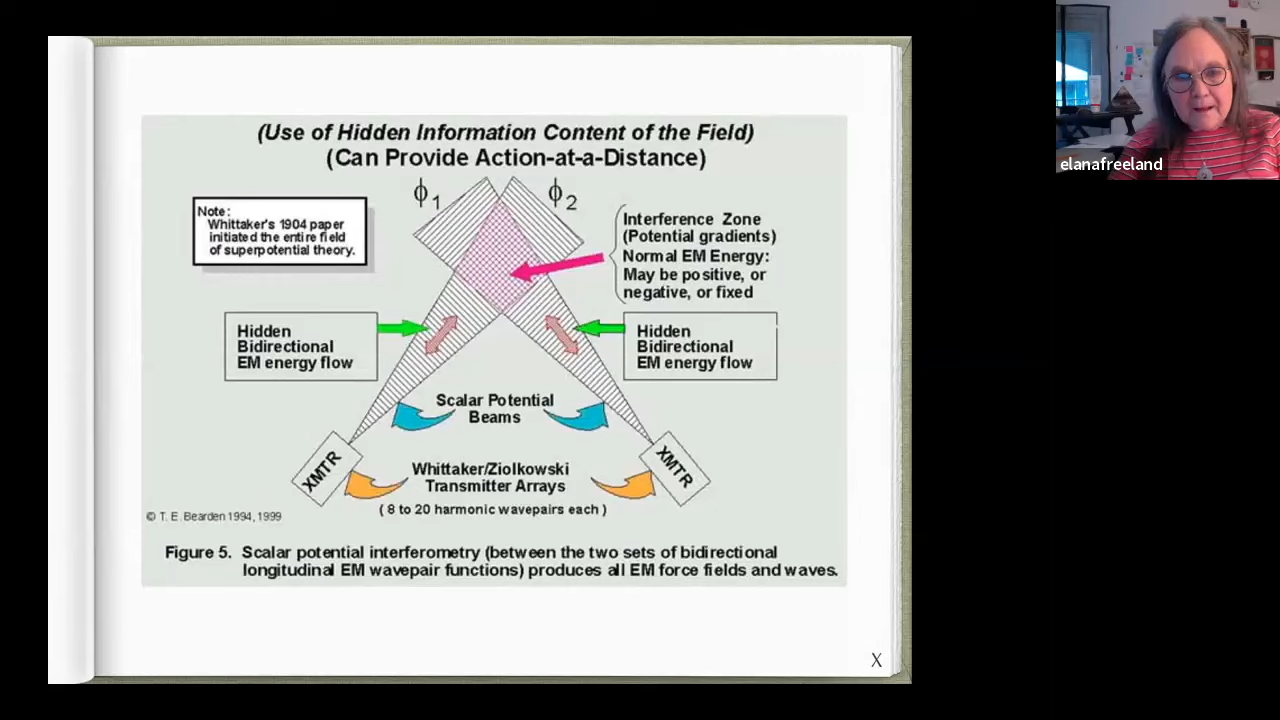 (Use of Hidden Information Content of the Field)
(Can Provide Action-at-a-Distance)
ϕ1
ϕ2
Note:
Whittaker's 1904 paper
initiated the entire field
of superpotential theory.
Interference Zone
(Potential gradients)
Normal EM Energy:
May be positive, or
negative, or fixed
Hidden
Bidirectional
EM energy flow
Hidden
Bidirectional
EM energy flow
Scalar Potential
Beams
XMTR
XMTR
Whittaker/Ziolkowski
Transmitter Arrays
( 8 to 20 harmonic wavepairs each )
© T. E. Bearden 1994, 1999
Figure 5. Scalar potential interferometry (between the two sets of bidirectional
longitudinal EM wavepair functions) produces all EM force fields and waves.
X
elanafreeland